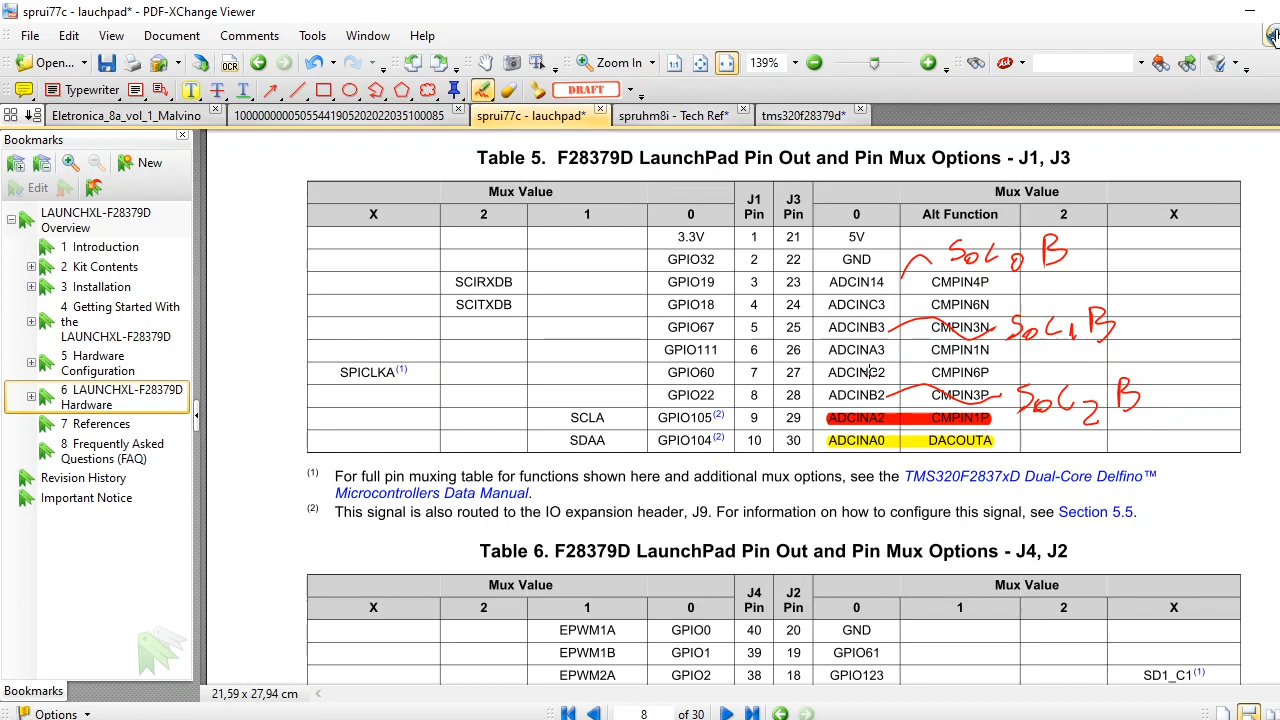 sprui77c - lauchpad* - PDF-XChange Viewer
File Edit View Document Comments Tools Window Help
Open... OCR Zoom In 139%
Typewriter T T T DRAFT
Eletronica_8a_vol_1_Malvino 10000000005055441905202022035100085 sprui77c - lauchpad* spruhm8i - Tech Ref* tms320f28379d*
Bookmarks
New
Edit
LAUNCHXL-F28379D Overview
1 Introduction
2 Kit Contents
3 Installation
4 Getting Started With the LAUNCHXL-F28379D
5 Hardware Configuration
6 LAUNCHXL-F28379D Hardware
7 References
8 Frequently Asked Questions (FAQ)
Revision History
Important Notice
Bookmarks
Options
Table 5. F28379D LaunchPad Pin Out and Pin Mux Options - J1, J3
Mux Value J1 Pin J3 Pin Mux Value
X 2 1 0 0 Alt Function 2 X
3.3V 1 21 5V
GPIO32 2 22 GND SOC0 B
SCIRXDB GPIO19 3 23 ADCIN14 CMPIN4P
SCITXDB GPIO18 4 24 ADCINC3 CMPIN6N
GPIO67 5 25 ADCINB3 CMPIN3N SOC1 B
GPIO111 6 26 ADCINA3 CMPIN1N
SPICLKA(1) GPIO60 7 27 ADCINC2 CMPIN6P
GPIO22 8 28 ADCINB2 CMPIN3P SOC2 B
SCLA GPIO105(2) 9 29 ADCINA2 CMPIN1P
SDAA GPIO104(2) 10 30 ADCINA0 DACOUTA
(1) For full pin muxing table for functions shown here and additional mux options, see the TMS320F2837xD Dual-Core Delfino™
Microcontrollers Data Manual.
(2) This signal is also routed to the IO expansion header, J9. For information on how to configure this signal, see Section 5.5.
Table 6. F28379D LaunchPad Pin Out and Pin Mux Options - J4, J2
Mux Value J4 Pin J2 Pin Mux Value
X 2 1 0 0 1 2 X
EPWM1A GPIO0 40 20 GND
EPWM1B GPIO1 39 19 GPIO61
EPWM2A GPIO2 38 18 GPIO123 SD1_C1(1)
21,59 x 27,94 cm
8 of 30